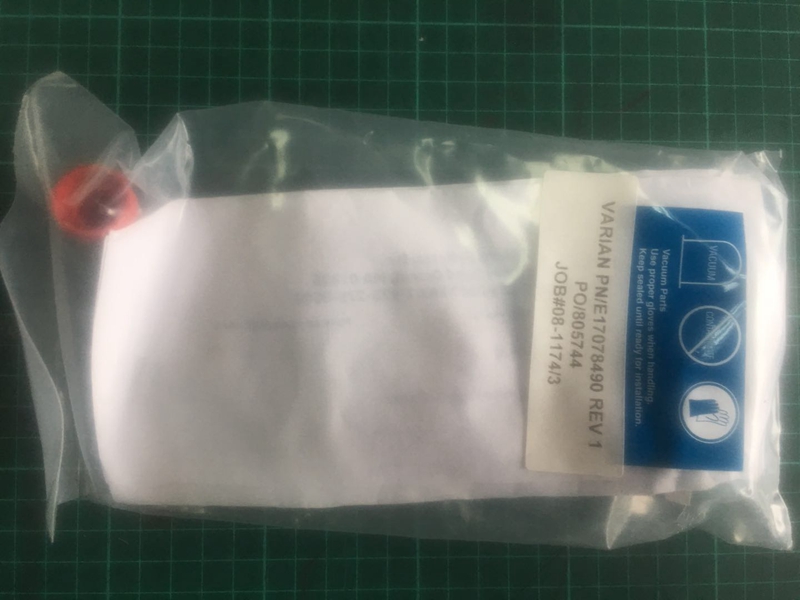 VACUUM
Vacuum Parts
Use proper gloves when handling.
Keep sealed until ready for installation.
VARIAN PN/E17078490 REV 1
PO/805744
JOB#08-1174/3